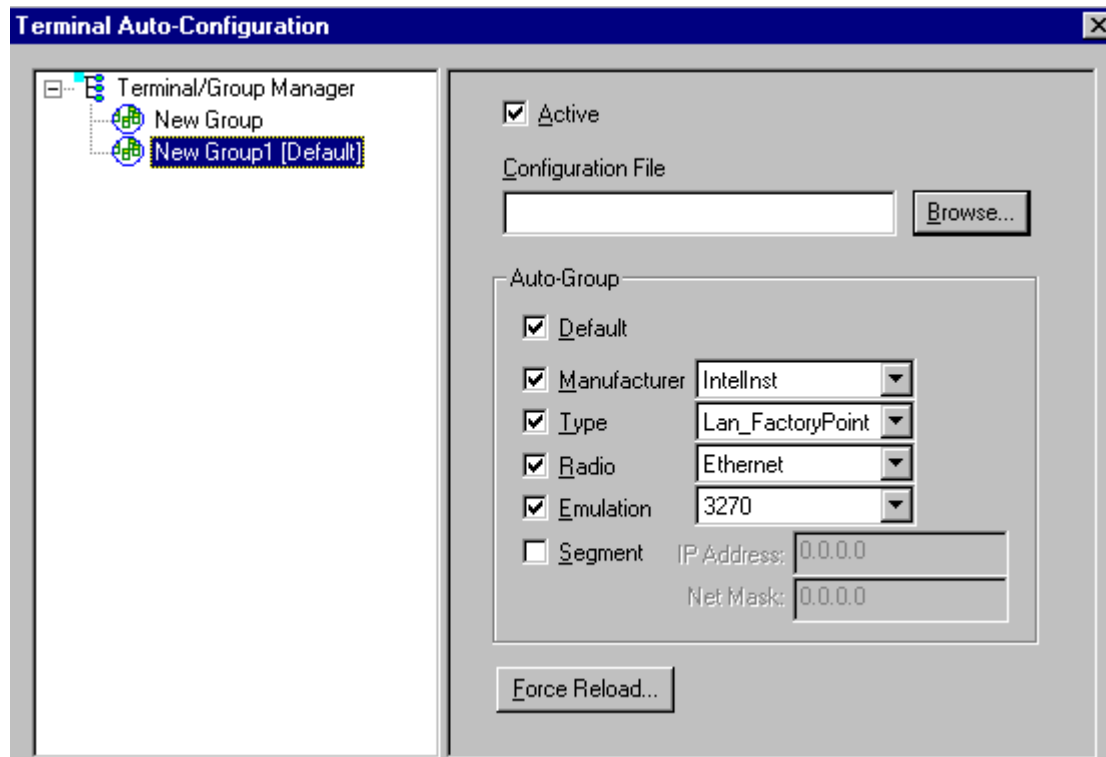 Terminal Auto-Configuration
Terminal/Group Manager
New Group
New Group1 [Default]
Active
Configuration File
Browse...
Auto-Group
Default
Manufacturer IntelInst
Type Lan_FactoryPoint
Radio Ethernet
Emulation 3270
Segment IP Address: 0.0.0.0
Net Mask: 0.0.0.0
Force Reload...